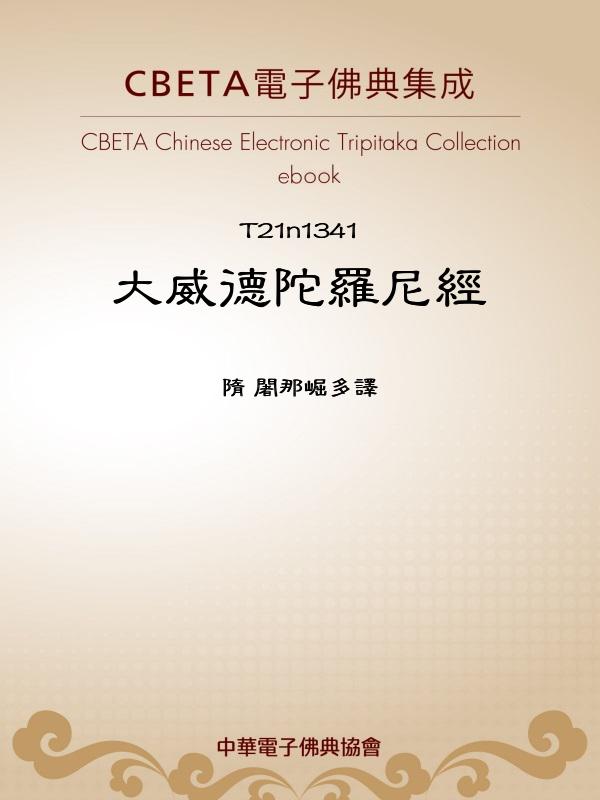 CBETA電子佛典集成
CBETA Chinese Electronic Tripitaka Collection
ebook
T21n1341
大威德陀羅尼經
隋 闍那崛多譯
中華電子佛典協會